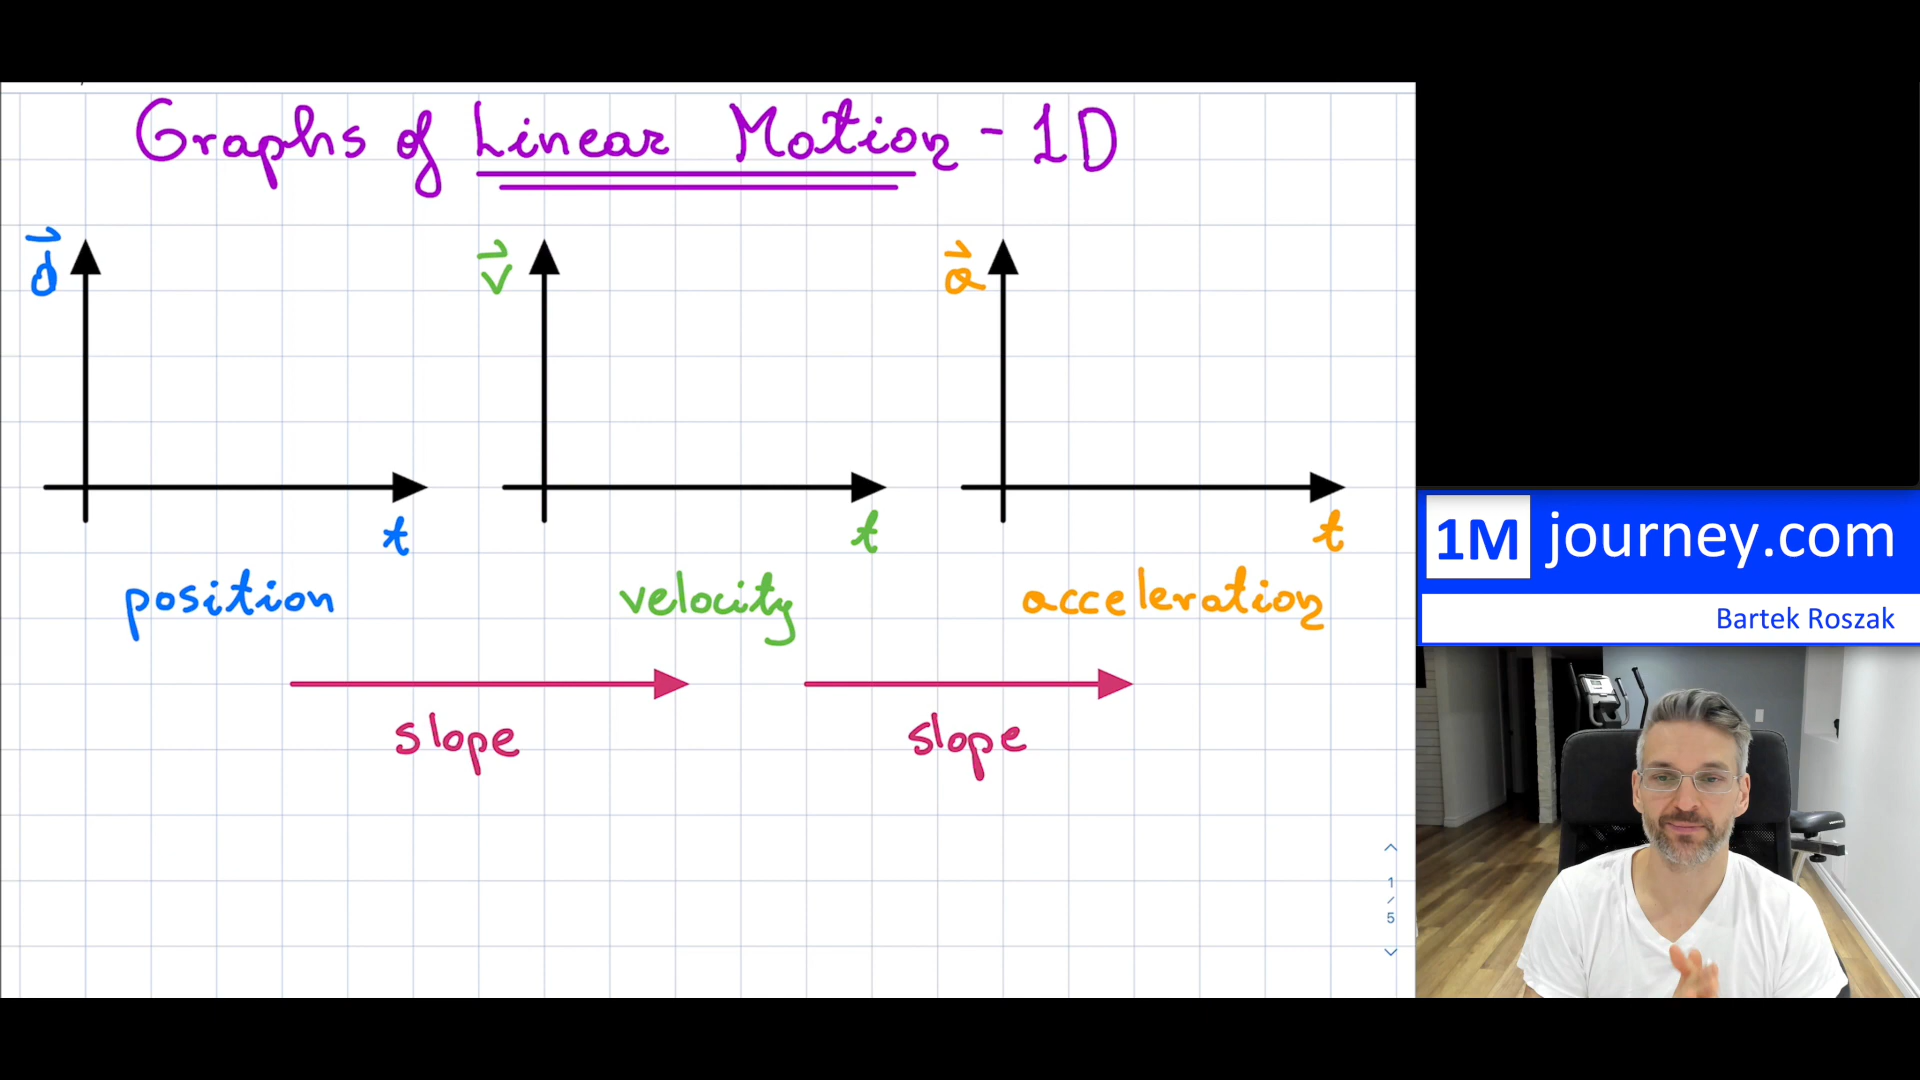 Graphs of Linear Motion - 1D
d v a
t t t
position velocity acceleration
slope slope
1M journey.com
Bartek Roszak
1
/
5